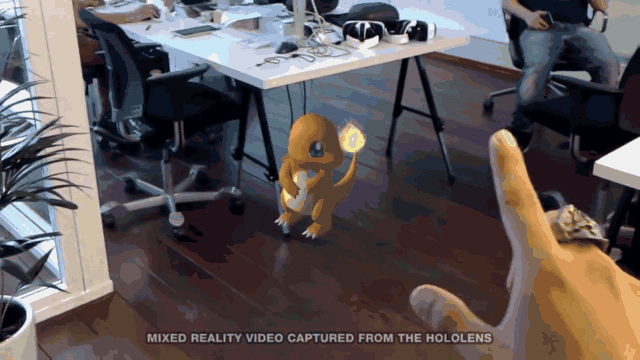 MIXED REALITY VIDEO CAPTURED FROM THE HOLOLENS